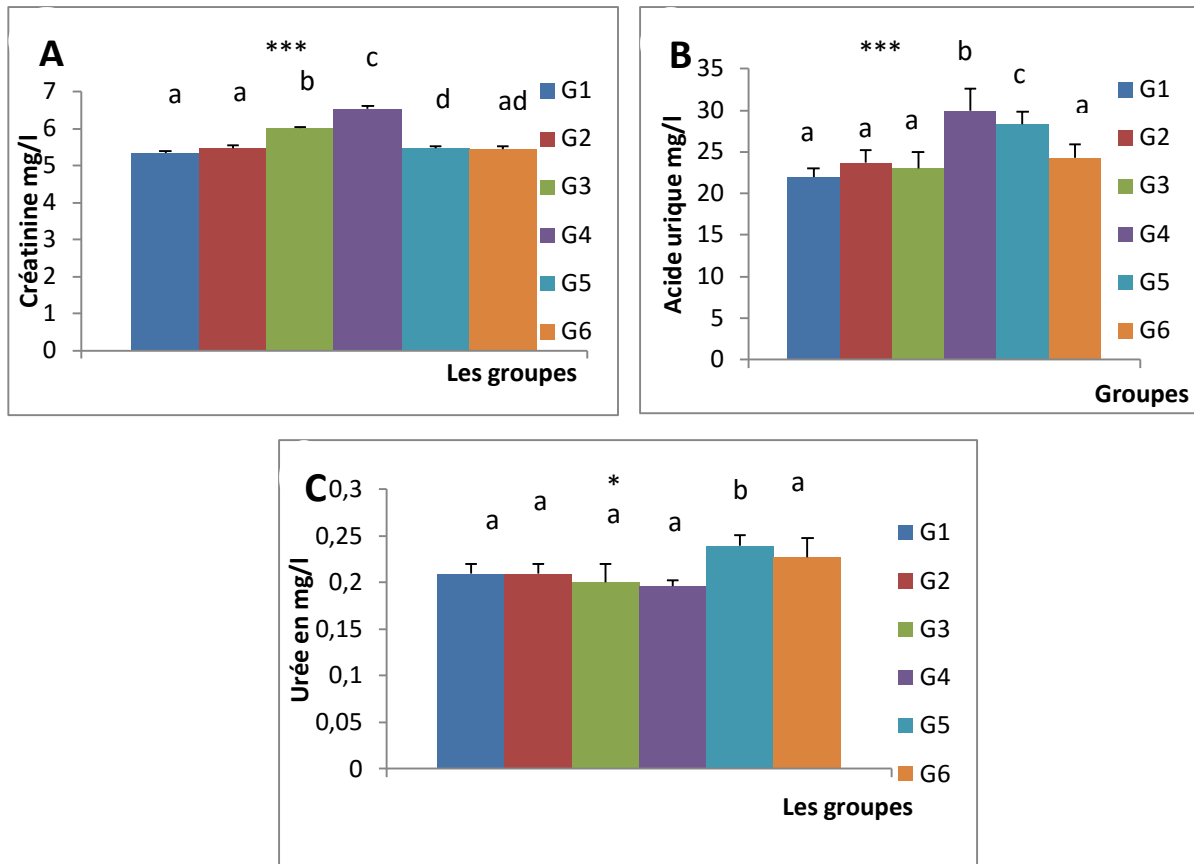 A
***
a
a
b
c
d
ad
7
6
5
4
3
2
1
0
Créatinine mg/l
Les groupes
G1
G2
G3
G4
G5
G6
B
***
a
a
a
b
c
a
35
30
25
20
15
10
5
0
Acide urique mg/l
Groupes
G1
G2
G3
G4
G5
G6
C
*
a
a
a
a
b
a
0,3
0,25
0,2
0,15
0,1
0,05
0
Urée en mg/l
Les groupes
G1
G2
G3
G4
G5
G6